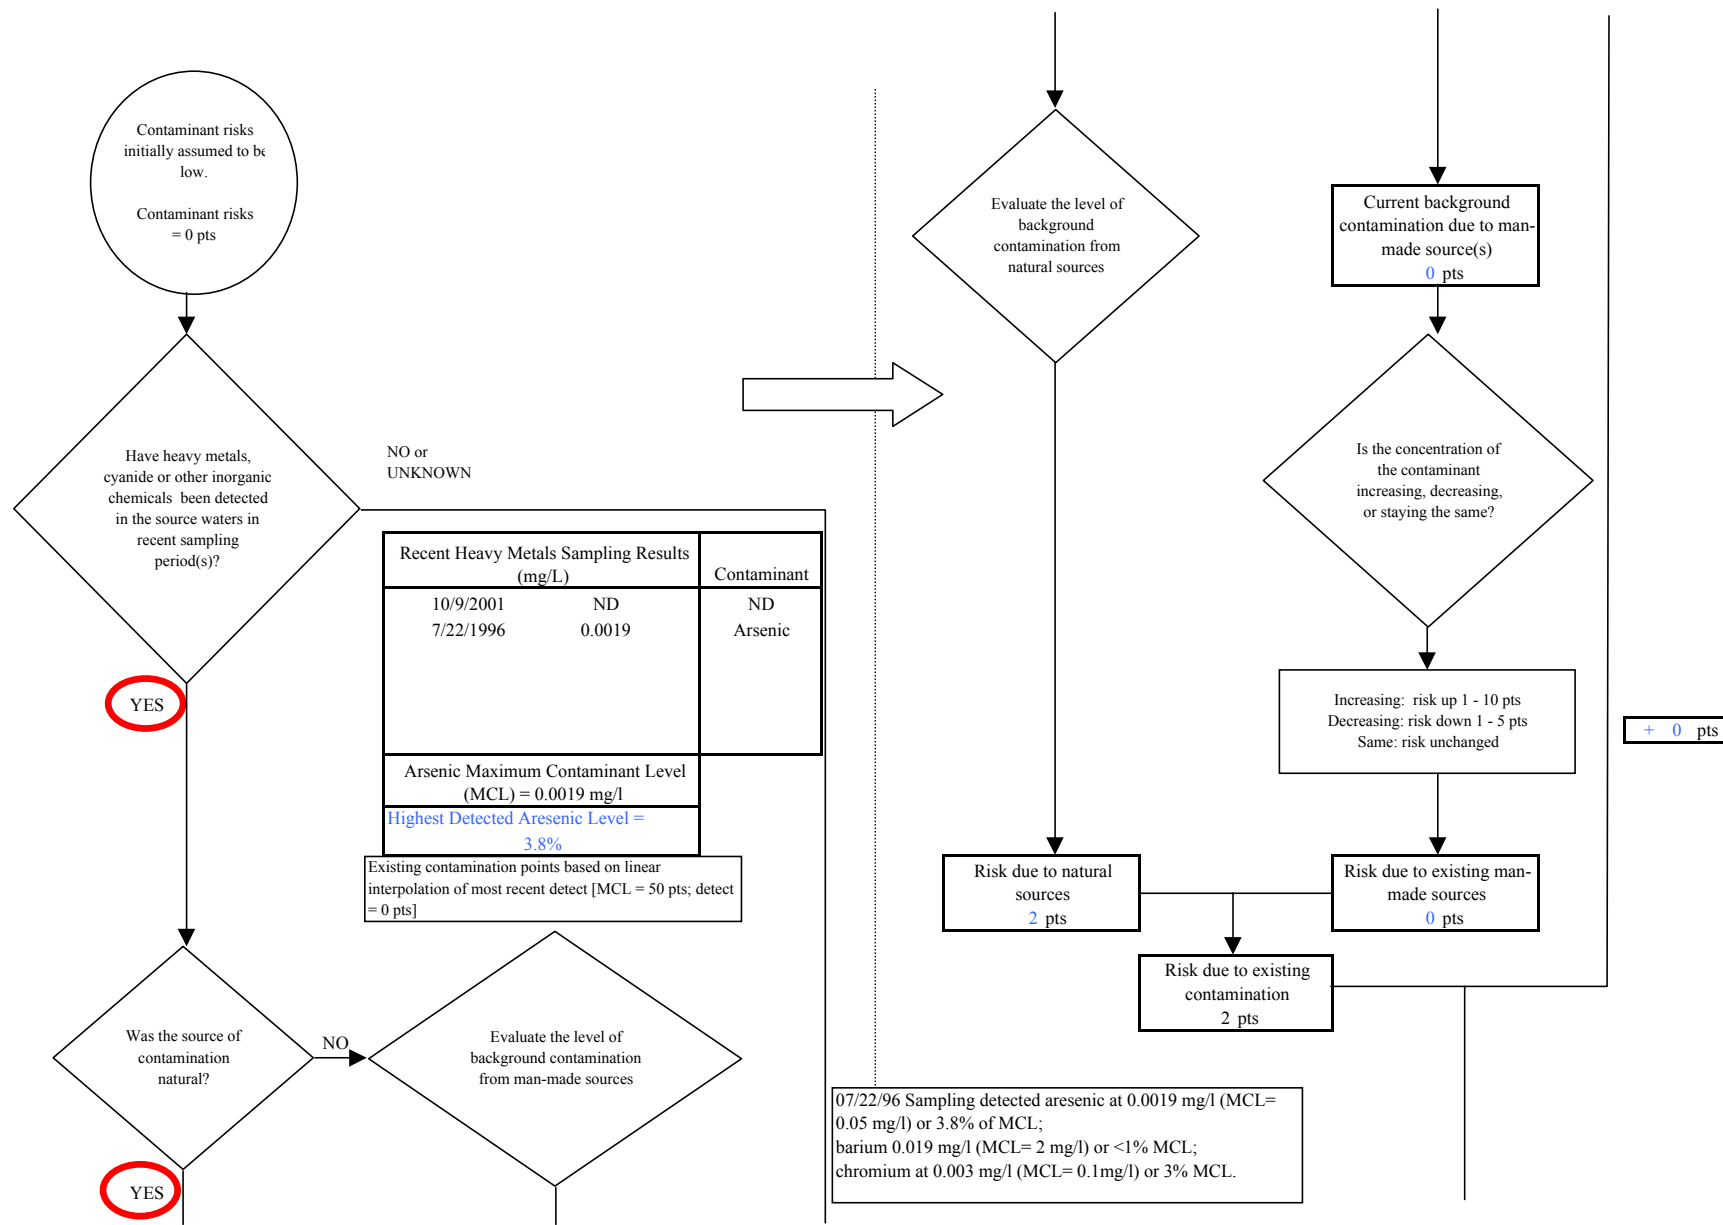 Contaminant risks
initially assumed to be
low.
Contaminant risks
= 0 pts
Have heavy metals,
cyanide or other inorganic
chemicals been detected
in the source waters in
recent sampling
period(s)?
NO or
UNKNOWN
YES
Recent Heavy Metals Sampling Results
(mg/L)
Contaminant
10/9/2001 ND ND
7/22/1996 0.0019 Arsenic
Arsenic Maximum Contaminant Level
(MCL) = 0.0019 mg/l
Highest Detected Aresenic Level =
3.8%
Existing contamination points based on linear
interpolation of most recent detect [MCL = 50 pts; detect
= 0 pts]
Was the source of
contamination
natural?
NO
YES
Evaluate the level of
background contamination
from man-made sources
Evaluate the level of
background
contamination from
natural sources
Current background
contamination due to man-
made source(s)
0 pts
Is the concentration of
the contaminant
increasing, decreasing,
or staying the same?
Increasing: risk up 1 - 10 pts
Decreasing: risk down 1 - 5 pts
Same: risk unchanged
+ 0 pts
Risk due to natural
sources
2 pts
Risk due to existing man-
made sources
0 pts
Risk due to existing
contamination
2 pts
07/22/96 Sampling detected aresenic at 0.0019 mg/l (MCL=
0.05 mg/l) or 3.8% of MCL;
barium 0.019 mg/l (MCL= 2 mg/l) or <1% MCL;
chromium at 0.003 mg/l (MCL= 0.1mg/l) or 3% MCL.